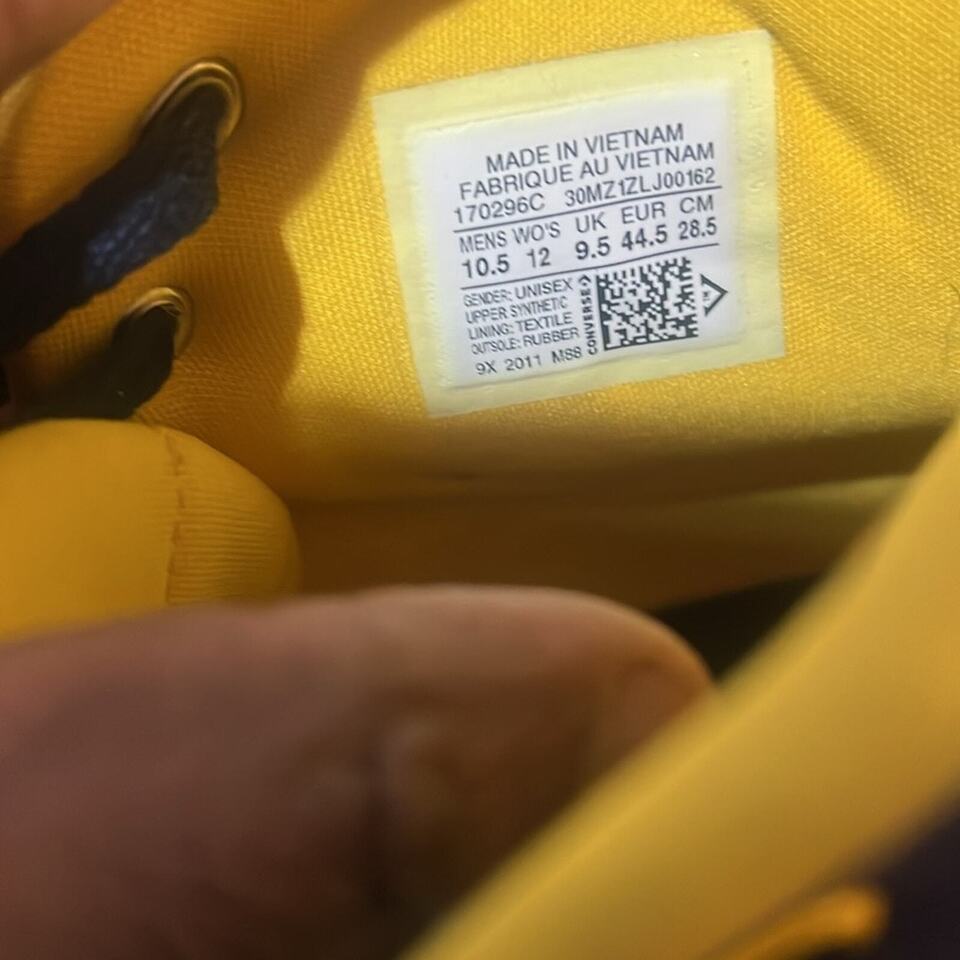 MADE IN VIETNAM
FABRIQUE AU VIETNAM
170296C 30MZ1ZLJ00162
MENS WO'S UK EUR CM
10.5 12 9.5 44.5 28.5
GENDER: UNISEX
UPPER SYNTHETIC
LINING: TEXTILE
OUTSOLE: RUBBER
9X 2011 M88
CONVERSE